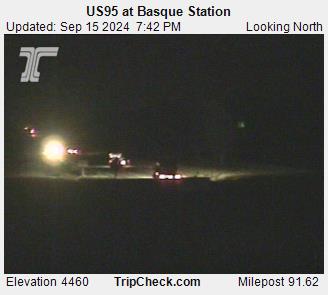 US95 at Basque Station
Updated: Sep 15 2024 7:42 PM Looking North
Elevation 4460 TripCheck.com Milepost 91.62